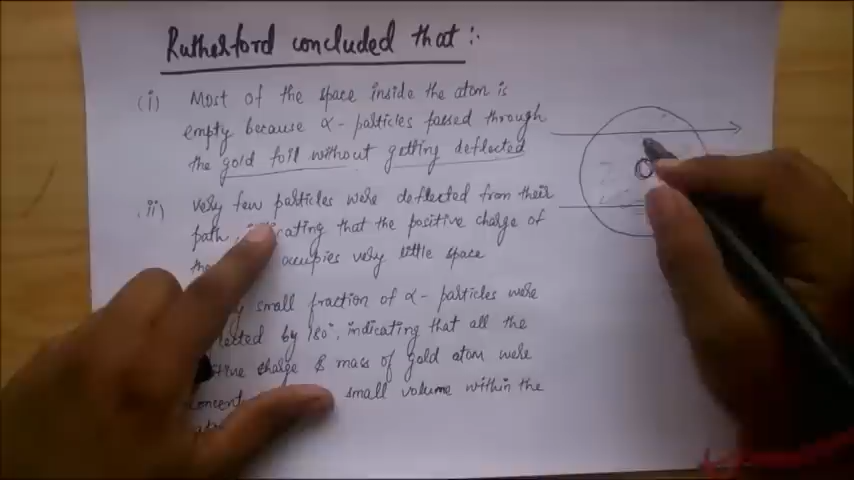 Rutherford concluded that :-
(i) Most of the space inside the atom is
empty because α-particles passed through
the gold foil without getting deflected
(ii) Very few particles were deflected from their
path, indicating that the positive charge of
occupies very little space
small fraction of α-particles were
by 180°, indicating that all the
charge & mass of gold atom were
small volume within the